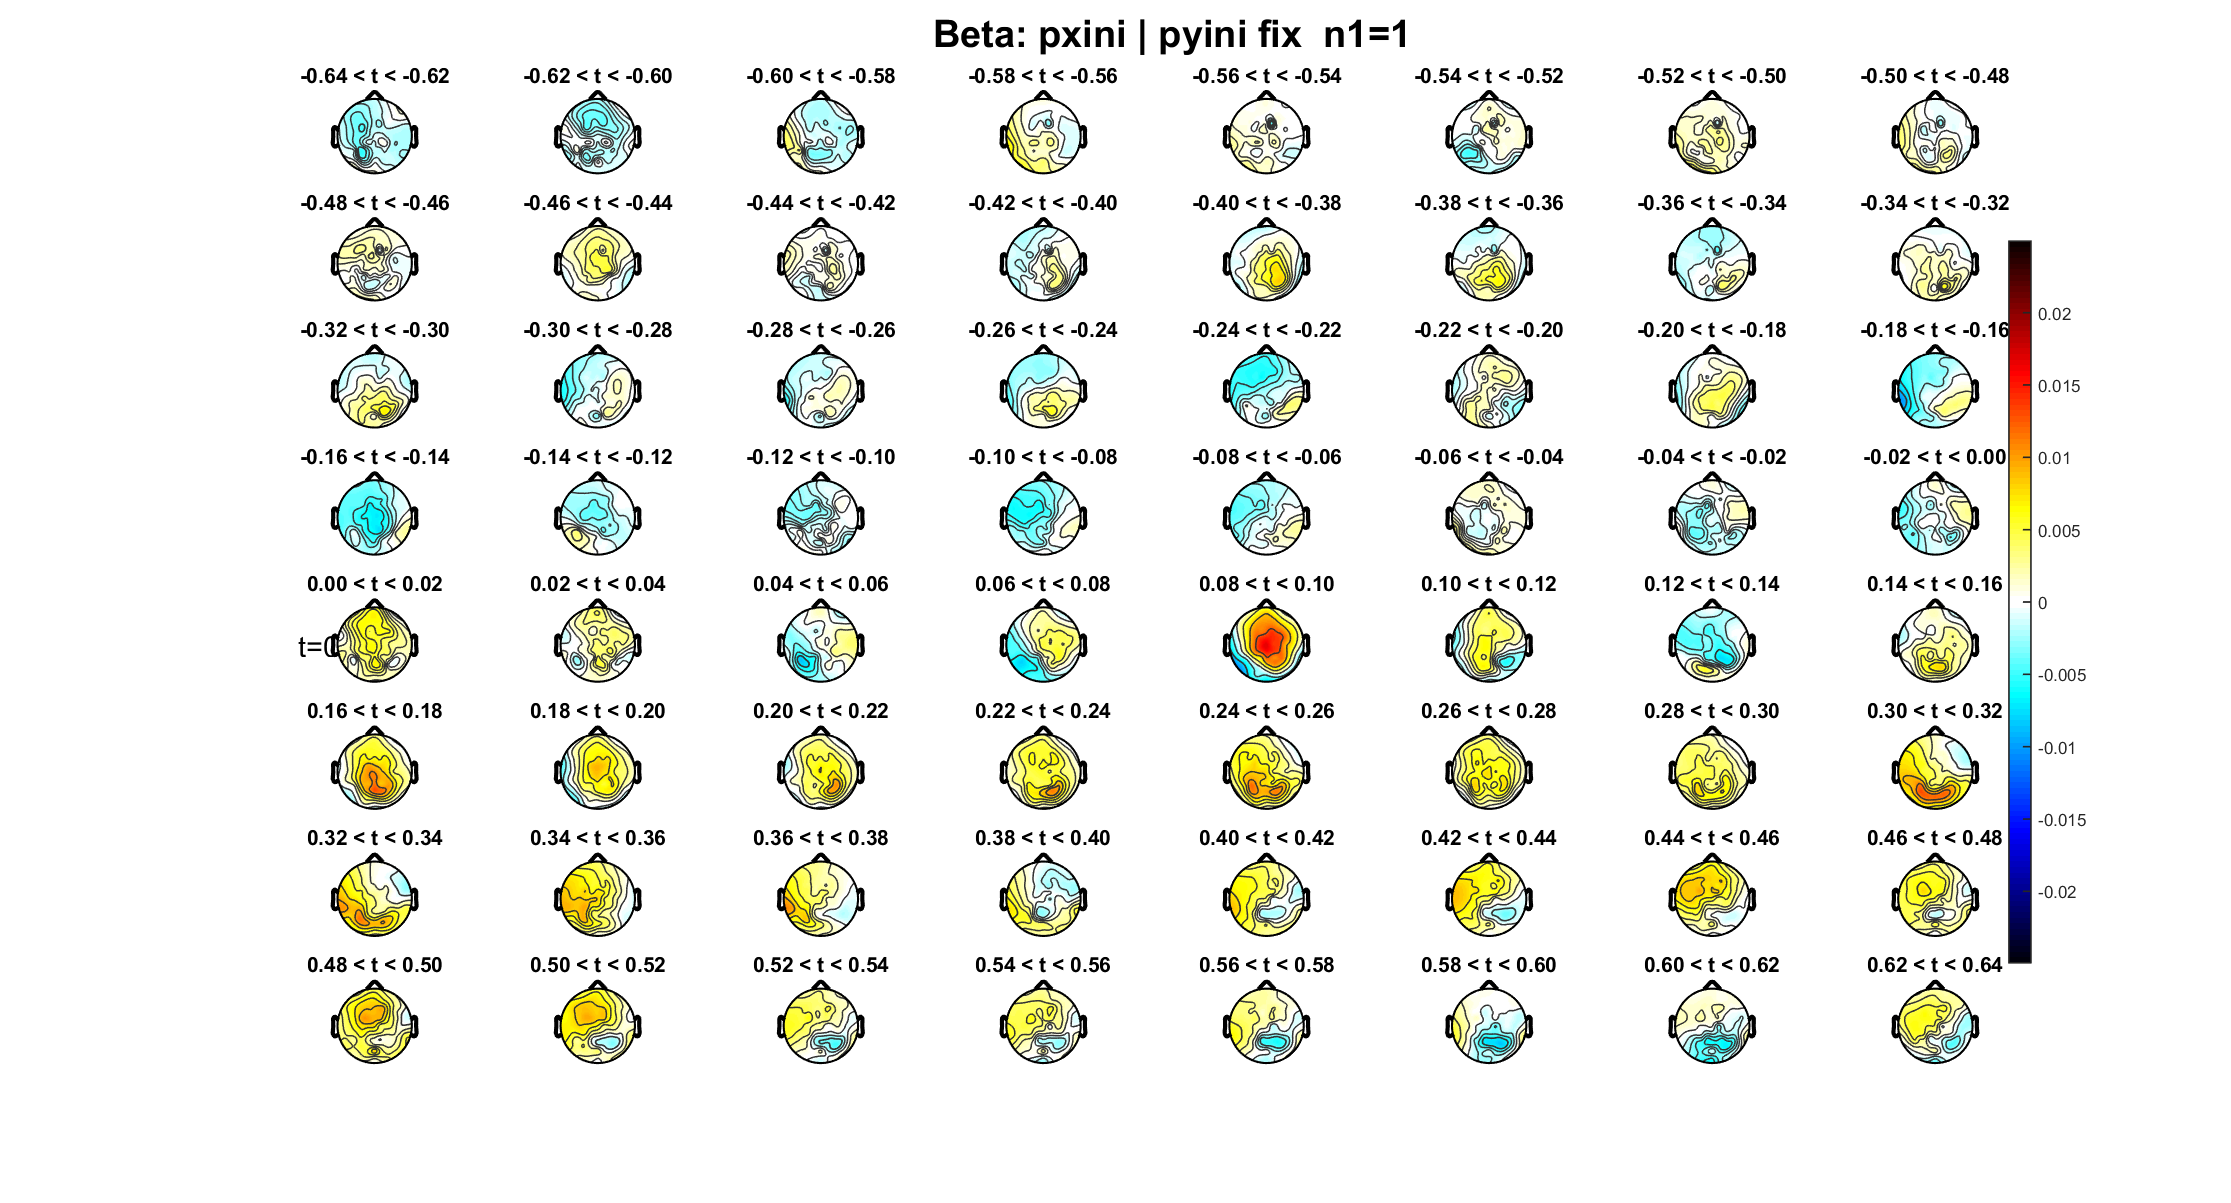 Beta: pxini | pyini fix  n1=1
-0.64 < t < -0.62
-0.62 < t < -0.60
-0.60 < t < -0.58
-0.58 < t < -0.56
-0.56 < t < -0.54
-0.54 < t < -0.52
-0.52 < t < -0.50
-0.50 < t < -0.48
-0.48 < t < -0.46
-0.46 < t < -0.44
-0.44 < t < -0.42
-0.42 < t < -0.40
-0.40 < t < -0.38
-0.38 < t < -0.36
-0.36 < t < -0.34
-0.34 < t < -0.32
-0.32 < t < -0.30
-0.30 < t < -0.28
-0.28 < t < -0.26
-0.26 < t < -0.24
-0.24 < t < -0.22
-0.22 < t < -0.20
-0.20 < t < -0.18
-0.18 < t < -0.16
-0.16 < t < -0.14
-0.14 < t < -0.12
-0.12 < t < -0.10
-0.10 < t < -0.08
-0.08 < t < -0.06
-0.06 < t < -0.04
-0.04 < t < -0.02
-0.02 < t < 0.00
0.00 < t < 0.02
0.02 < t < 0.04
0.04 < t < 0.06
0.06 < t < 0.08
0.08 < t < 0.10
0.10 < t < 0.12
0.12 < t < 0.14
0.14 < t < 0.16
t=0
0.16 < t < 0.18
0.18 < t < 0.20
0.20 < t < 0.22
0.22 < t < 0.24
0.24 < t < 0.26
0.26 < t < 0.28
0.28 < t < 0.30
0.30 < t < 0.32
0.32 < t < 0.34
0.34 < t < 0.36
0.36 < t < 0.38
0.38 < t < 0.40
0.40 < t < 0.42
0.42 < t < 0.44
0.44 < t < 0.46
0.46 < t < 0.48
0.48 < t < 0.50
0.50 < t < 0.52
0.52 < t < 0.54
0.54 < t < 0.56
0.56 < t < 0.58
0.58 < t < 0.60
0.60 < t < 0.62
0.62 < t < 0.64
0.02
0.015
0.01
0.005
0
-0.005
-0.01
-0.015
-0.02